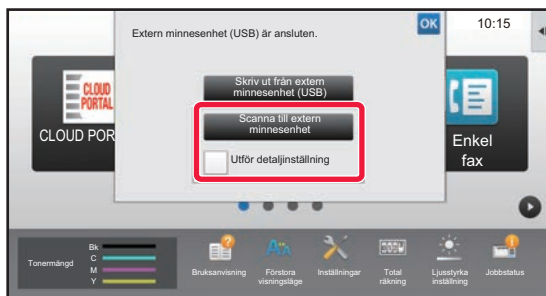 Extern minnesenhet (USB) är ansluten.
OK
10:15
Skriv ut från extern
minnesenhet (USB)
Scanna till extern
minnesenhet
Utför detaljinställning
CLOUD
PORTAL
CLOUD POR
Enkel
fax
Tonermängd
Bk
C
M
Y
Bruksanvisning
Förstora
visningsläge
Inställningar
Total
räkning
Ljusstyrka
inställning
Jobbstatus